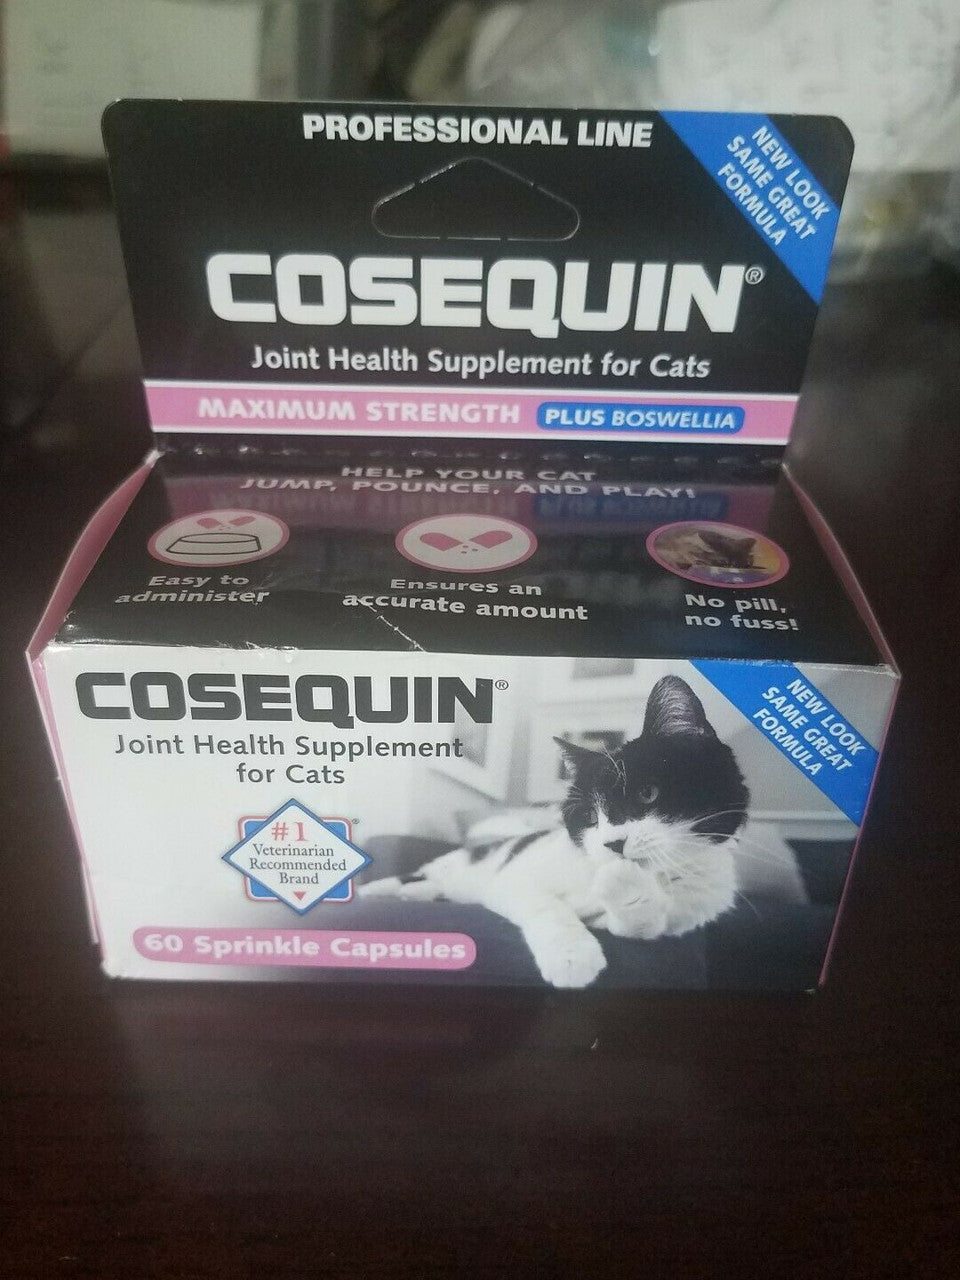 PROFESSIONAL LINE
NEW LOOK
SAME GREAT
FORMULA
COSEQUIN®
Joint Health Supplement for Cats
MAXIMUM STRENGTH PLUS BOSWELLIA
HELP YOUR CAT
JUMP, POUNCE, AND PLAY!
Easy to
administer
Ensures an
accurate amount
No pill,
no fuss!
COSEQUIN®
Joint Health Supplement
for Cats
NEW LOOK
SAME GREAT
FORMULA
#1 ®
Veterinarian
Recommended
Brand
60 Sprinkle Capsules